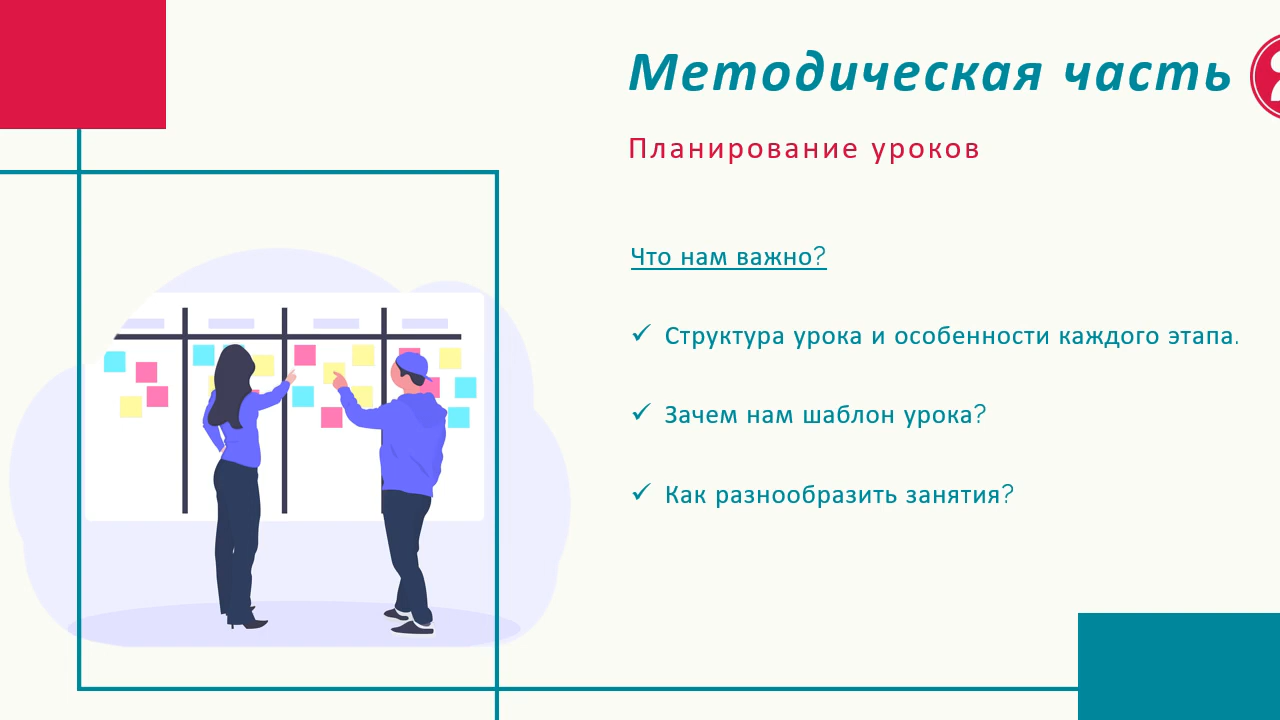 Методическая часть
Планирование уроков
Что нам важно?
✓ Структура урока и особенности каждого этапа.
✓ Зачем нам шаблон урока?
✓ Как разнообразить занятия?